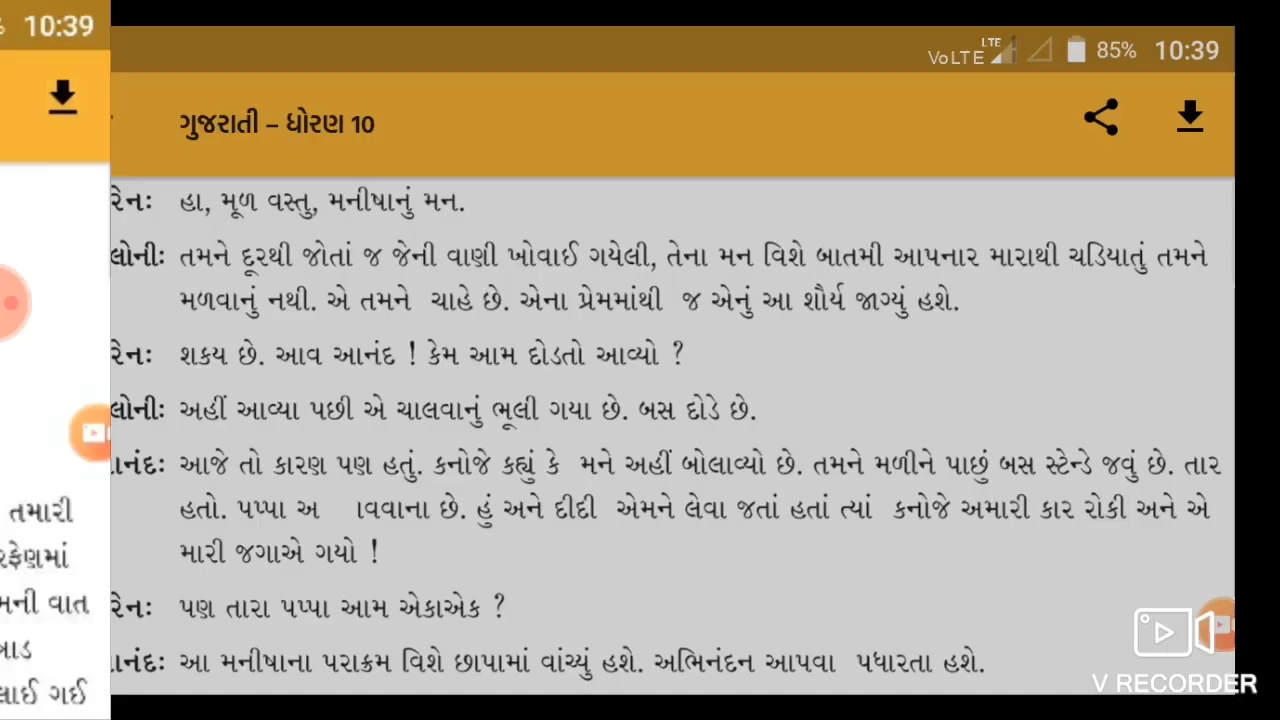 10:39
VoLTE LTE 85% 10:39
ગુજરાતી – ધોરણ 10
રેન: હા, મૂળ વસ્તુ, મનીષાનું મન.
લોની: તમને દૂરથી જોતાં જ જેની વાણી ખોવાઈ ગયેલી, તેના મન વિશે બાતમી આપનાર મારાથી ચડિયાતું તમને
મળવાનું નથી. એ તમને ચાહે છે. એના પ્રેમમાંથી જ એનું આ શૌર્ય જાગ્યું હશે.
રેન: શકય છે. આવ આનંદ ! કેમ આમ દોડતો આવ્યો ?
લોની: અહીં આવ્યા પછી એ ચાલવાનું ભૂલી ગયા છે. બસ દોડે છે.
ાનંદ: આજે તો કારણ પણ હતું. કનોજે કહ્યું કે મને અહીં બોલાવ્યો છે. તમને મળીને પાછું બસ સ્ટેન્ડે જવું છે. તાર
હતો. પપ્પા અ ાવવાના છે. હું અને દીદી એમને લેવા જતાં હતાં ત્યાં કનોજે અમારી કાર રોકી અને એ
મારી જગાએ ગયો !
રેન: પણ તારા પપ્પા આમ એકાએક ?
ાનંદ: આ મનીષાના પરાક્રમ વિશે છાપામાં વાંચ્યું હશે. અભિનંદન આપવા પધારતા હશે.
તમારી
રફેણમાં
મની વાત
ત્રાડ
લાઈ ગઈ
V RECORDER